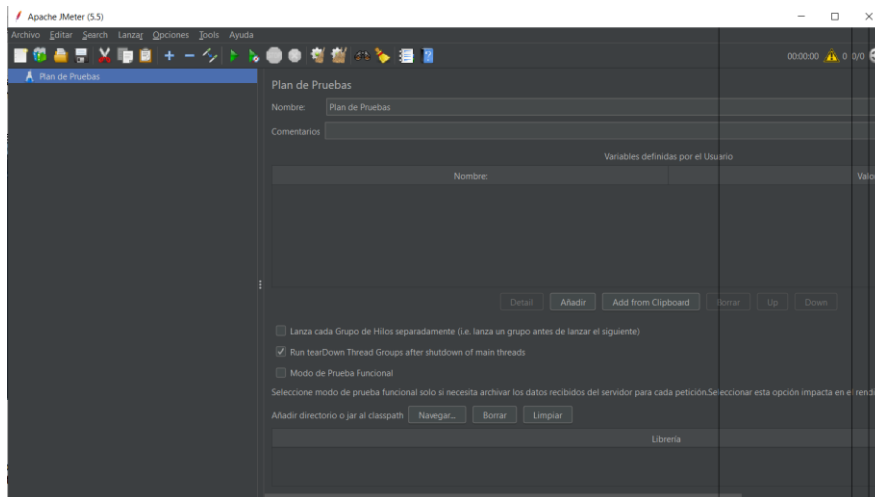 Apache JMeter (5.5)
Archivo Editar Search Lanzar Opciones Tools Ayuda
00:00:00 0 0/0
Plan de Pruebas
Plan de Pruebas
Nombre: Plan de Pruebas
Comentarios
Variables definidas por el Usuario
Nombre: Valo
Detail Añadir Add from Clipboard Borrar Up Down
Lanza cada Grupo de Hilos separadamente (i.e. lanza un grupo antes de lanzar el siguiente)
Run tearDown Thread Groups after shutdown of main threads
Modo de Prueba Funcional
Seleccione modo de prueba funcional solo si necesita archivar los datos recibidos del servidor para cada petición.Seleccionar esta opción impacta en el rendi
Añadir directorio o jar al classpath Navegar... Borrar Limpiar
Librería